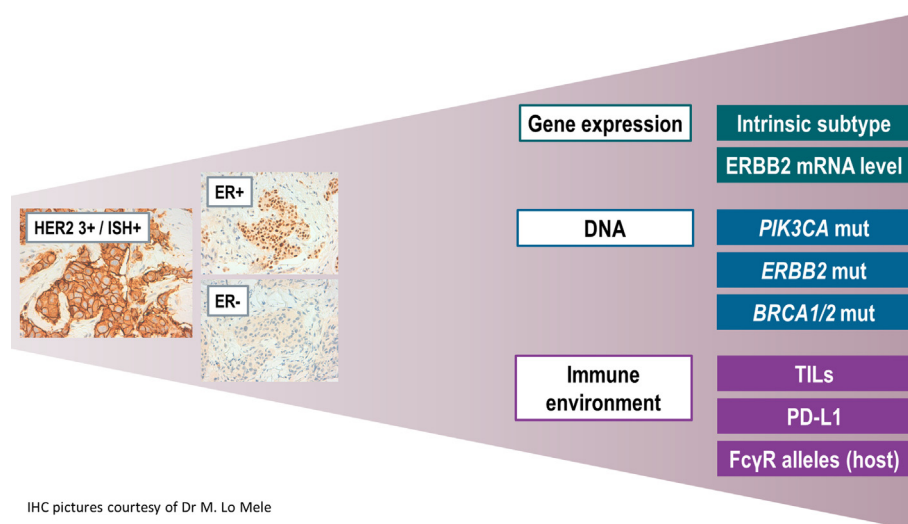 HER2 3+ / ISH+
ER+
ER-
Gene expression
Intrinsic subtype
ERBB2 mRNA level
DNA
PIK3CA mut
ERBB2 mut
BRCA1/2 mut
Immune
environment
TILs
PD-L1
FcγR alleles (host)
IHC pictures courtesy of Dr M. Lo Mele